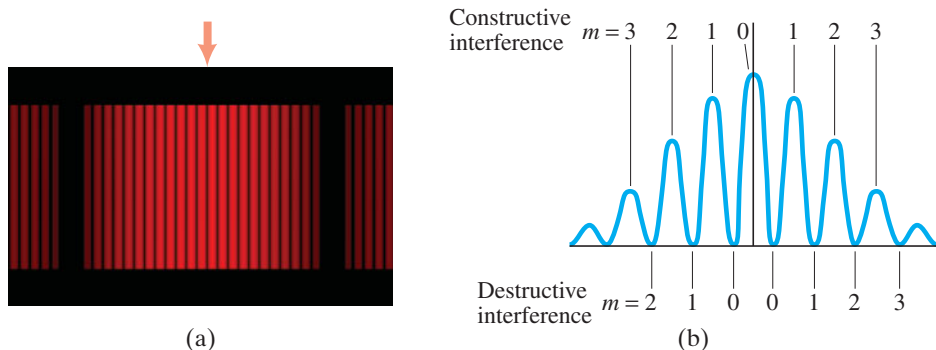 Constructive interference m = 3 2 1 0 1 2 3
Destructive interference m = 2 1 0 0 1 2 3
(a)
(b)